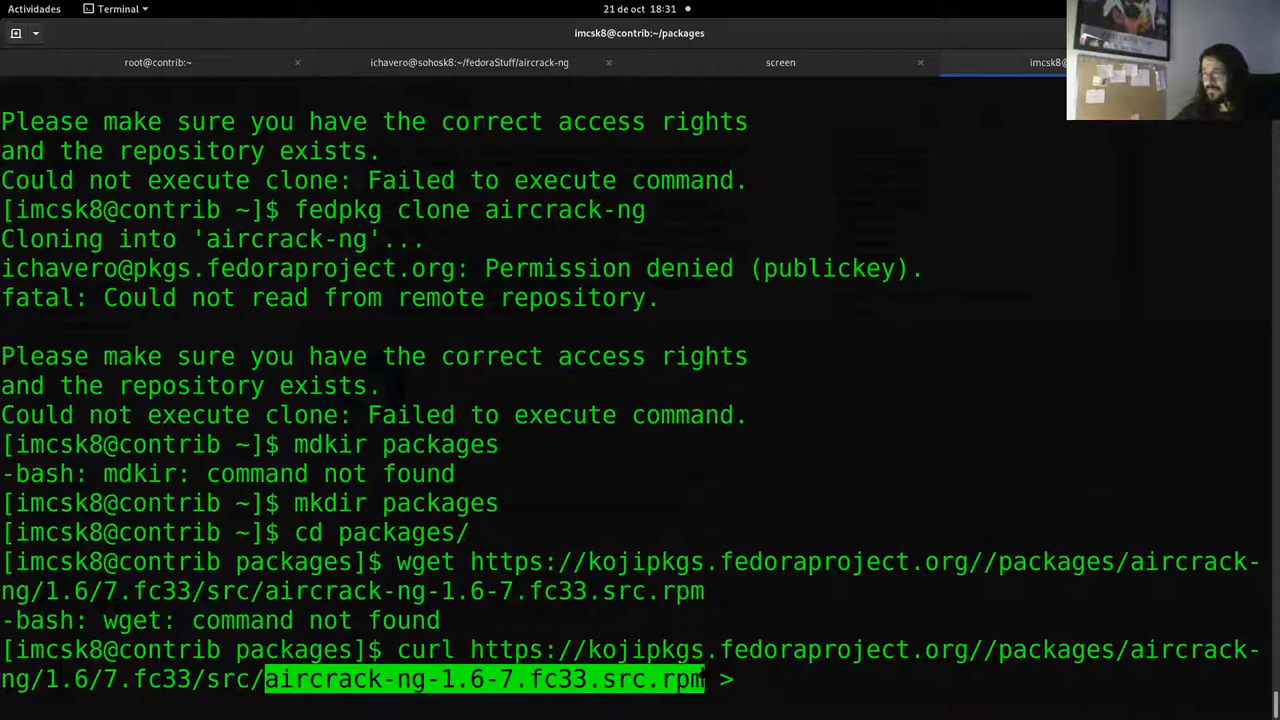 Actividades
Terminal
21 de oct 18:31
imcsk8@contrib:~/packages
root@contrib:~
ichavero@sohosk8:~/fedoraStuff/aircrack-ng
screen
imcsk8@
Please make sure you have the correct access rights
and the repository exists.
Could not execute clone: Failed to execute command.
[imcsk8@contrib ~]$ fedpkg clone aircrack-ng
Cloning into 'aircrack-ng'...
ichavero@pkgs.fedoraproject.org: Permission denied (publickey).
fatal: Could not read from remote repository.
Please make sure you have the correct access rights
and the repository exists.
Could not execute clone: Failed to execute command.
[imcsk8@contrib ~]$ mdkir packages
-bash: mdkir: command not found
[imcsk8@contrib ~]$ mkdir packages
[imcsk8@contrib ~]$ cd packages/
[imcsk8@contrib packages]$ wget https://kojipkgs.fedoraproject.org//packages/aircrack-
ng/1.6/7.fc33/src/aircrack-ng-1.6-7.fc33.src.rpm
-bash: wget: command not found
[imcsk8@contrib packages]$ curl https://kojipkgs.fedoraproject.org//packages/aircrack-
ng/1.6/7.fc33/src/aircrack-ng-1.6-7.fc33.src.rpm >